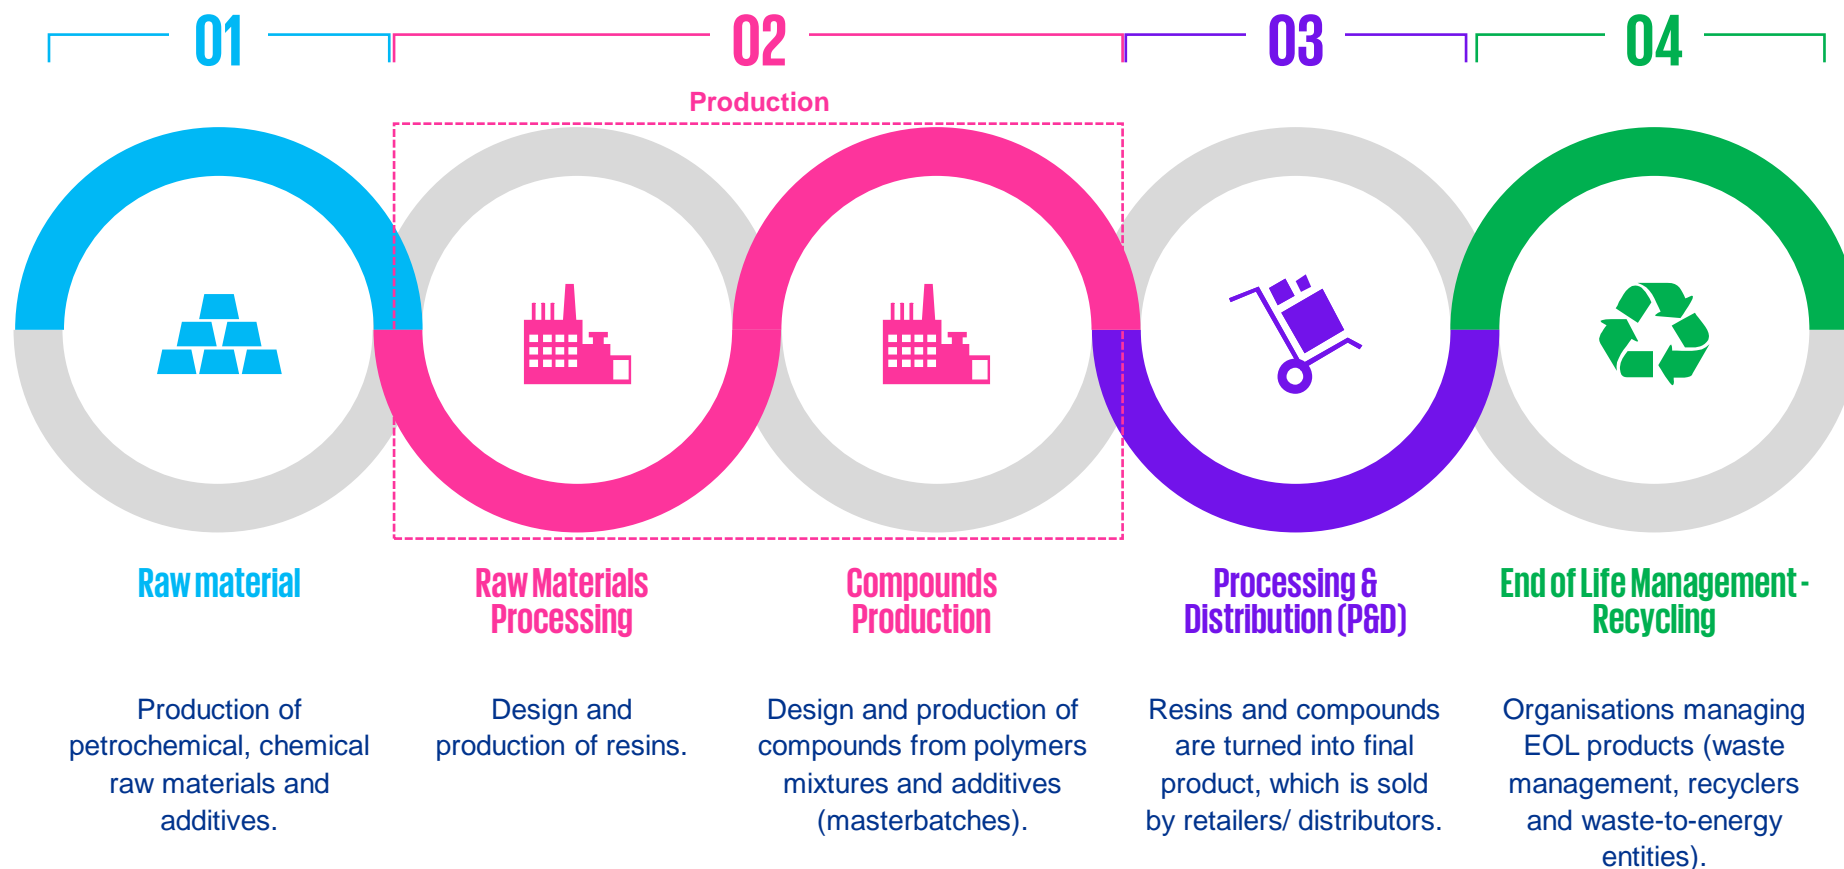 01
02
03
04
Production
Raw material
Raw Materials
Processing
Compounds
Production
Processing &
Distribution (P&D)
End of Life Management -
Recycling
Production of
petrochemical, chemical
raw materials and
additives.
Design and
production of resins.
Design and production of
compounds from polymers
mixtures and additives
(masterbatches).
Resins and compounds
are turned into final
product, which is sold
by retailers/ distributors.
Organisations managing
EOL products (waste
management, recyclers
and waste-to-energy
entities).